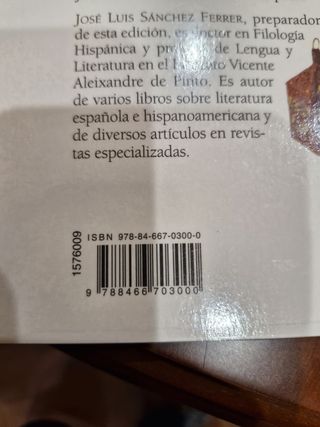 JOSÉ LUIS SÁNCHEZ FERRER, preparador
de esta edición, es doctor en Filología
Hispánica y de Lengua y
Literatura en el Vicente
Aleixandre de Pinto. Es autor
de varios libros sobre literatura
española e hispanoamericana y
de diversos artículos en revis-
tas especializadas.
1576009
ISBN 978-84-667-0300-0
9 788466 703000